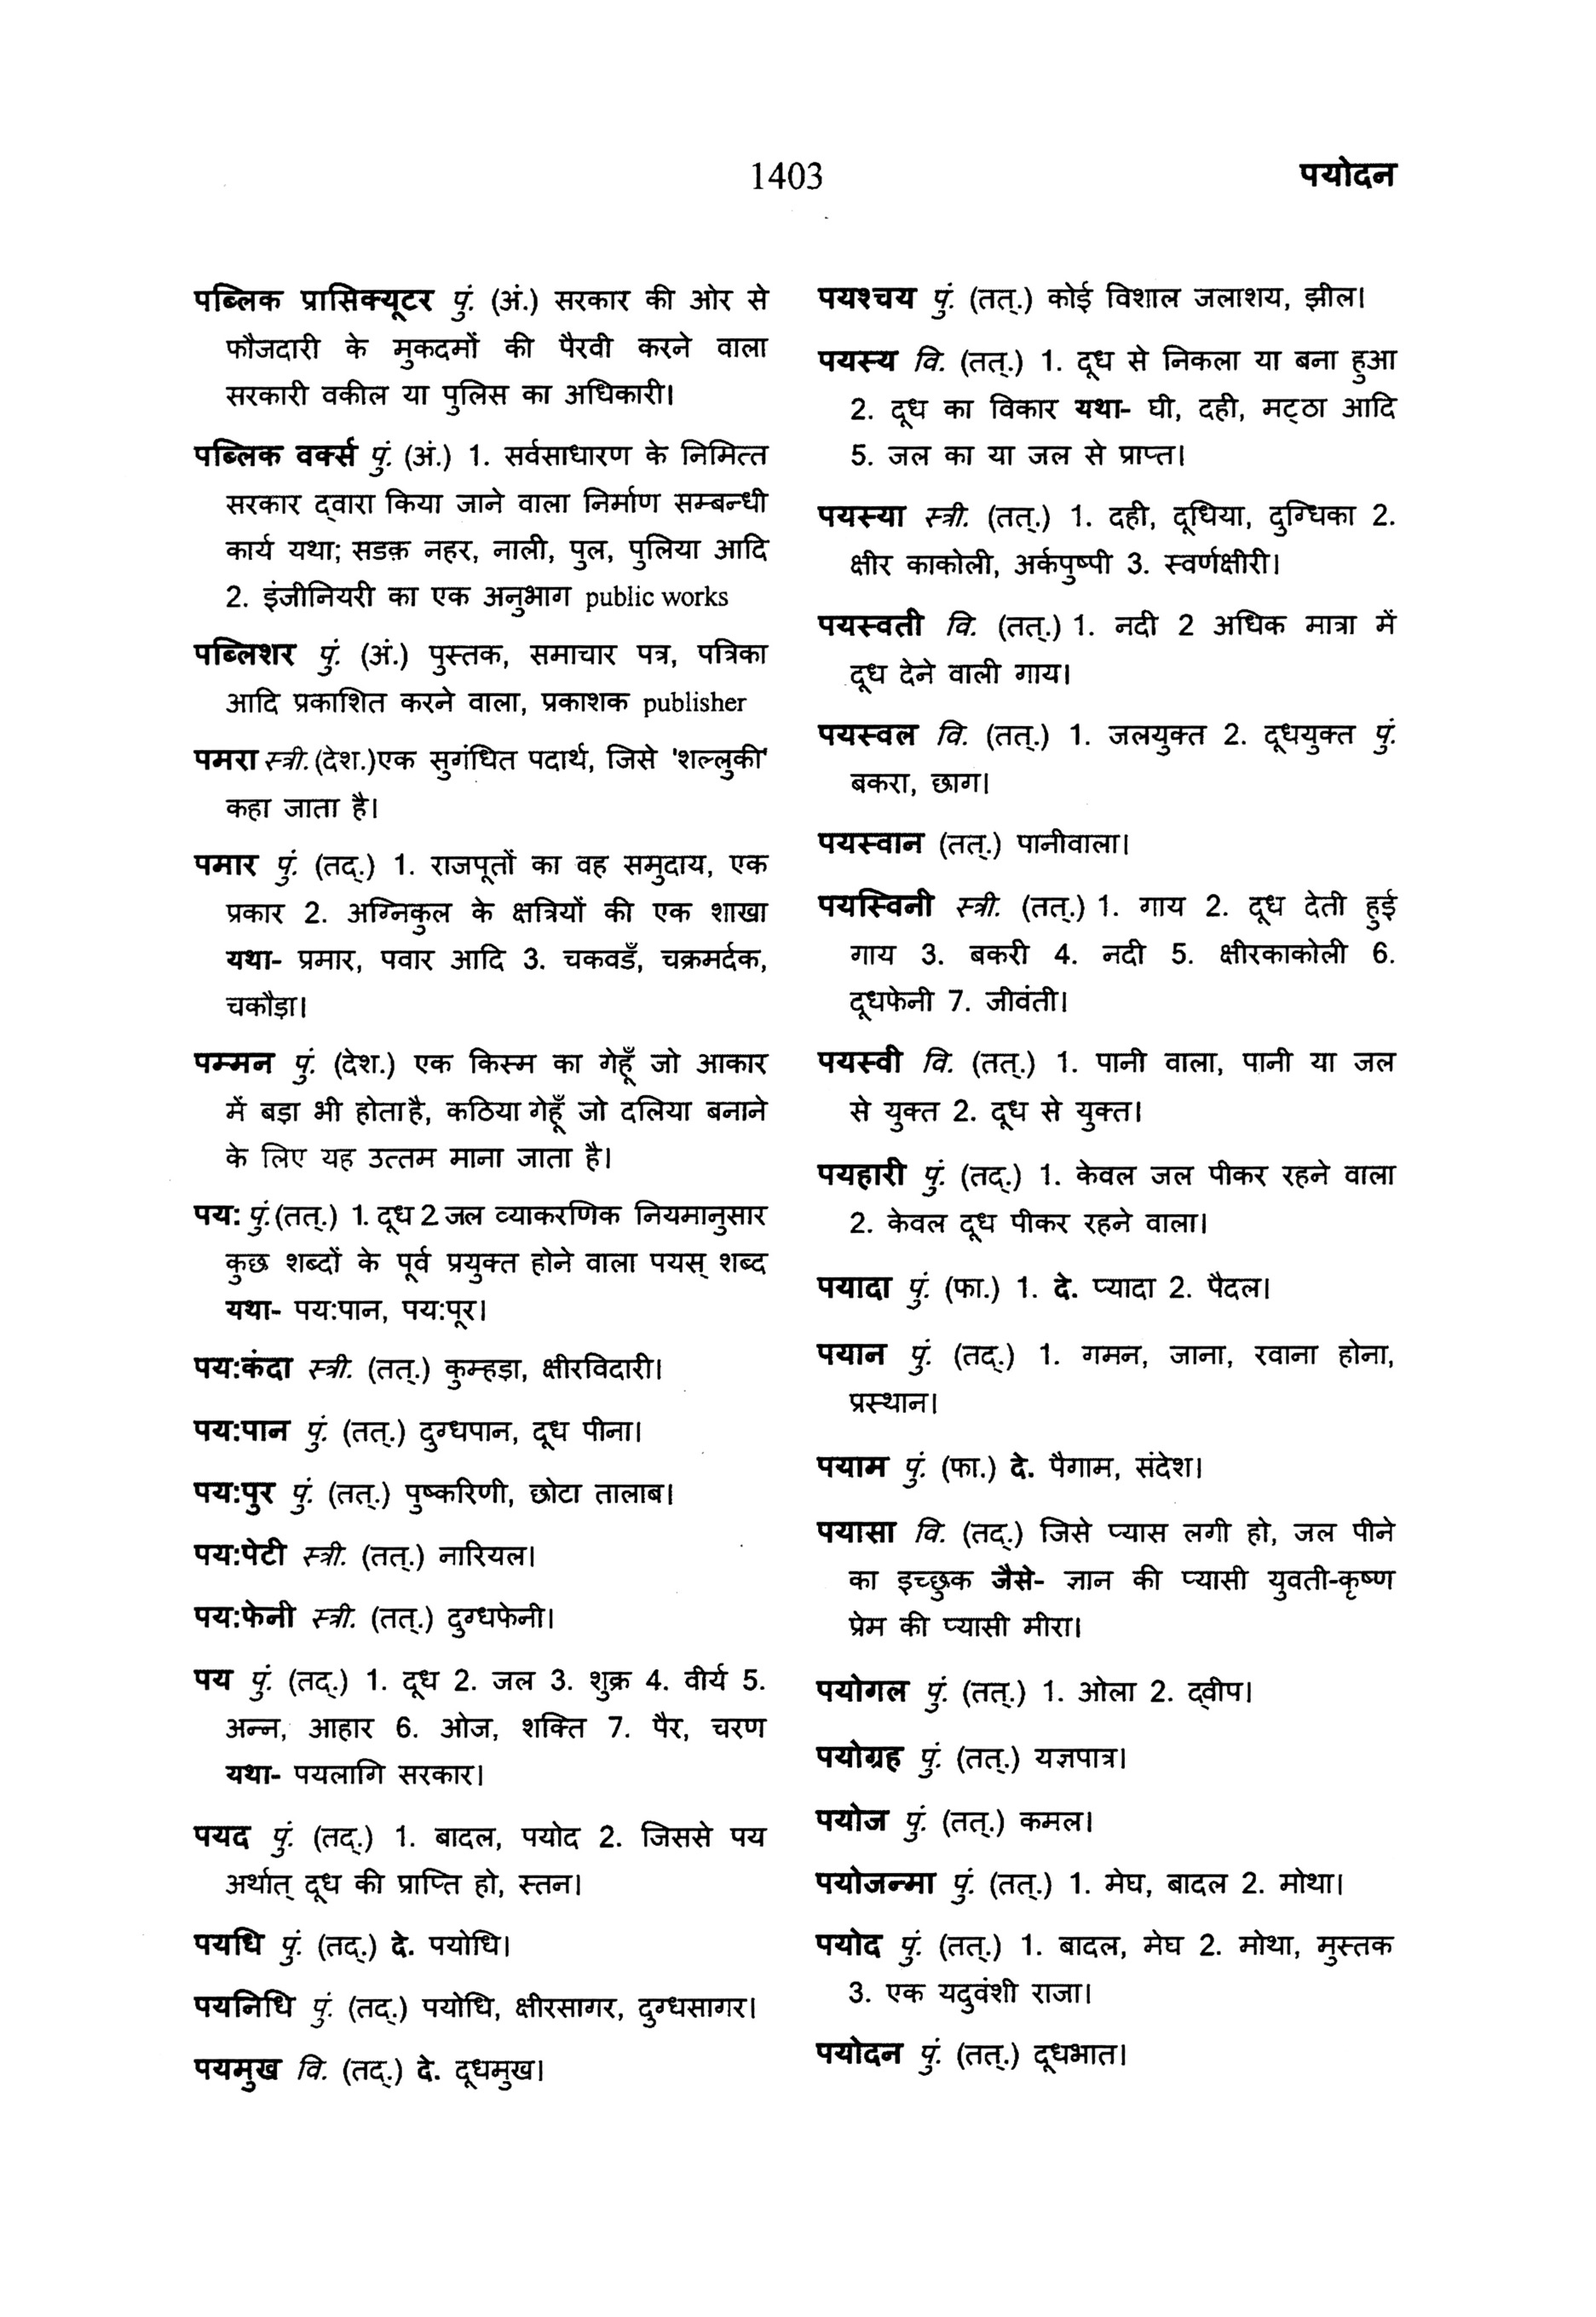 1403
पयोदन
पब्लिक प्रासिक्यूटर पुं. (अं.) सरकार की ओर से
फौजदारी के मुकदमों की पैरवी करने वाला
सरकारी वकील या पुलिस का अधिकारी।
पब्लिक वर्क्स पुं. (अं.) 1. सर्वसाधारण के निमित्त
सरकार द्वारा किया जाने वाला निर्माण सम्बन्धी
कार्य यथा; सडक़ नहर, नाली, पुल, पुलिया आदि
2. इंजीनियरी का एक अनुभाग public works
पब्लिशर पुं. (अं.) पुस्तक, समाचार पत्र, पत्रिका
आदि प्रकाशित करने वाला, प्रकाशक publisher
पमरा स्त्री. (देश.)एक सुगंधित पदार्थ, जिसे 'शल्लुकी'
कहा जाता है।
पमार पुं. (तद्.) 1. राजपूतों का वह समुदाय, एक
प्रकार 2. अग्निकुल के क्षत्रियों की एक शाखा
यथा- प्रमार, पवार आदि 3. चकवडँ, चक्रमर्दक,
चकौड़ा।
पम्मन पुं. (देश.) एक किस्म का गेहूँ जो आकार
में बड़ा भी होता है, कठिया गेहूँ जो दलिया बनाने
के लिए यह उत्तम माना जाता है।
पय: पुं. (तत्.) 1. दूध 2 जल व्याकरणिक नियमानुसार
कुछ शब्दों के पूर्व प्रयुक्त होने वाला पयस् शब्द
यथा- पय:पान, पय:पूर।
पय:कंदा स्त्री. (तत्.) कुम्हड़ा, क्षीरविदारी।
पय:पान पुं. (तत्.) दुग्धपान, दूध पीना।
पय:पुर पुं. (तत्.) पुष्करिणी, छोटा तालाब।
पय:पेटी स्त्री. (तत्.) नारियल।
पय:फेनी स्त्री. (तत्.) दुग्धफेनी।
पय पुं. (तद्.) 1. दूध 2. जल 3. शुक्र 4. वीर्य 5.
अन्न, आहार 6. ओज, शक्ति 7. पैर, चरण
यथा- पयलागि सरकार।
पयद पुं. (तद्.) 1. बादल, पयोद 2. जिससे पय
अर्थात् दूध की प्राप्ति हो, स्तन।
पयधि पुं. (तद्.) दे. पयोधि।
पयनिधि पुं. (तद्.) पयोधि, क्षीरसागर, दुग्धसागर।
पयमुख वि. (तद्.) दे. दूधमुख।
पयश्चय पुं. (तत्.) कोई विशाल जलाशय, झील।
पयस्य वि. (तत्.) 1. दूध से निकला या बना हुआ
2. दूध का विकार यथा- घी, दही, मट्ठा आदि
5. जल का या जल से प्राप्त।
पयस्या स्त्री. (तत्.) 1. दही, दूधिया, दुग्धिका 2.
क्षीर काकोली, अर्कपुष्पी 3. स्वर्णक्षीरी।
पयस्वती वि. (तत्.) 1. नदी 2 अधिक मात्रा में
दूध देने वाली गाय।
पयस्वल वि. (तत्.) 1. जलयुक्त 2. दूधयुक्त पुं.
बकरा, छाग।
पयस्वान (तत्.) पानीवाला।
पयस्विनी स्त्री. (तत्.) 1. गाय 2. दूध देती हुई
गाय 3. बकरी 4. नदी 5. क्षीरकाकोली 6.
दूधफेनी 7. जीवंती।
पयस्वी वि. (तत्.) 1. पानी वाला, पानी या जल
से युक्त 2. दूध से युक्त।
पयहारी पुं. (तद्.) 1. केवल जल पीकर रहने वाला
2. केवल दूध पीकर रहने वाला।
पयादा पुं. (फा.) 1. दे. प्यादा 2. पैदल।
पयान पुं. (तद्.) 1. गमन, जाना, रवाना होना,
प्रस्थान।
पयाम पुं. (फा.) दे. पैगाम, संदेश।
पयासा वि. (तद्.) जिसे प्यास लगी हो, जल पीने
का इच्छुक जैसे- ज्ञान की प्यासी युवती-कृष्ण
प्रेम की प्यासी मीरा।
पयोगल पुं. (तत्.) 1. ओला 2. द्वीप।
पयोग्रह पुं. (तत्.) यज्ञपात्र।
पयोज पुं. (तत्.) कमल।
पयोजन्मा पुं. (तत्.) 1. मेघ, बादल 2. मोथा।
पयोद पुं. (तत्.) 1. बादल, मेघ 2. मोथा, मुस्तक
3. एक यदुवंशी राजा।
पयोदन पुं. (तत्.) दूधभात।